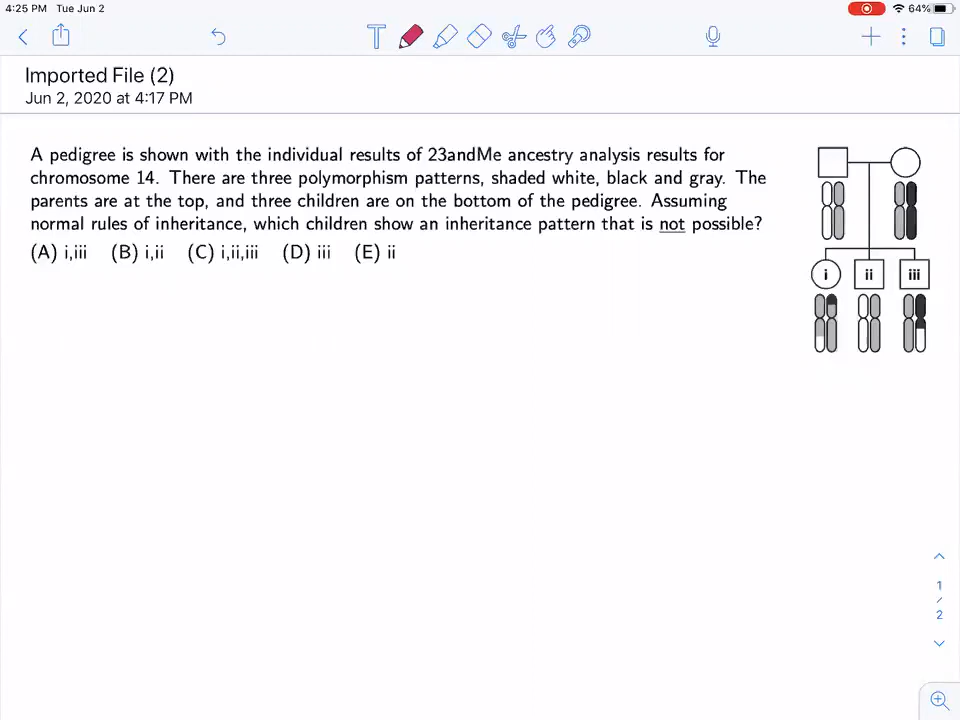 4:25 PM Tue Jun 2
64%
Imported File (2)
Jun 2, 2020 at 4:17 PM
A pedigree is shown with the individual results of 23andMe ancestry analysis results for
chromosome 14. There are three polymorphism patterns, shaded white, black and gray. The
parents are at the top, and three children are on the bottom of the pedigree. Assuming
normal rules of inheritance, which children show an inheritance pattern that is not possible?
(A) i,iii (B) i,ii (C) i,ii,iii (D) iii (E) ii
i ii iii
1
/
2